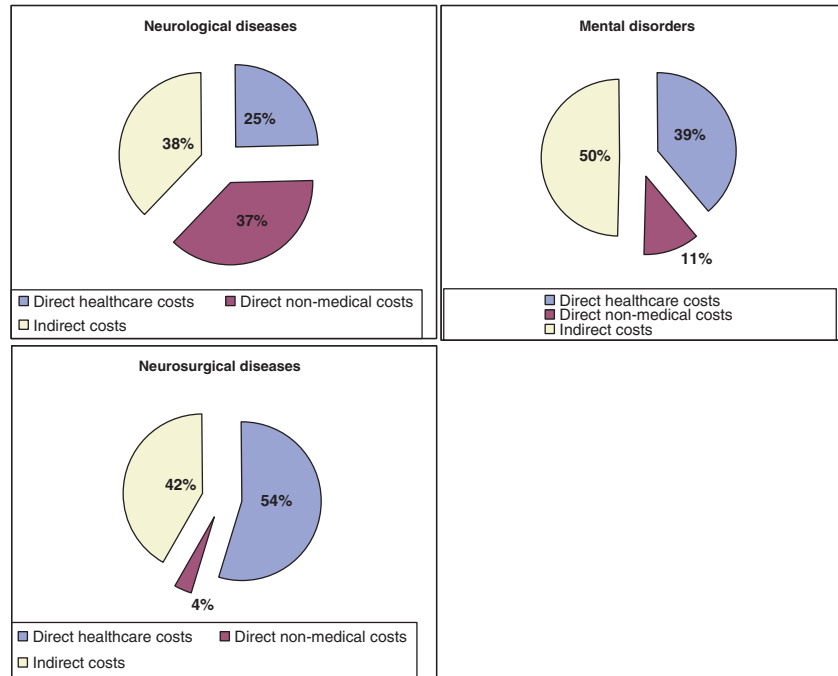 Neurological diseases
25%
38%
37%
Direct healthcare costs Direct non-medical costs
Indirect costs
Mental disorders
39%
50%
11%
Direct healthcare costs
Direct non-medical costs
Indirect costs
Neurosurgical diseases
42%
54%
4%
Direct healthcare costs Direct non-medical costs
Indirect costs